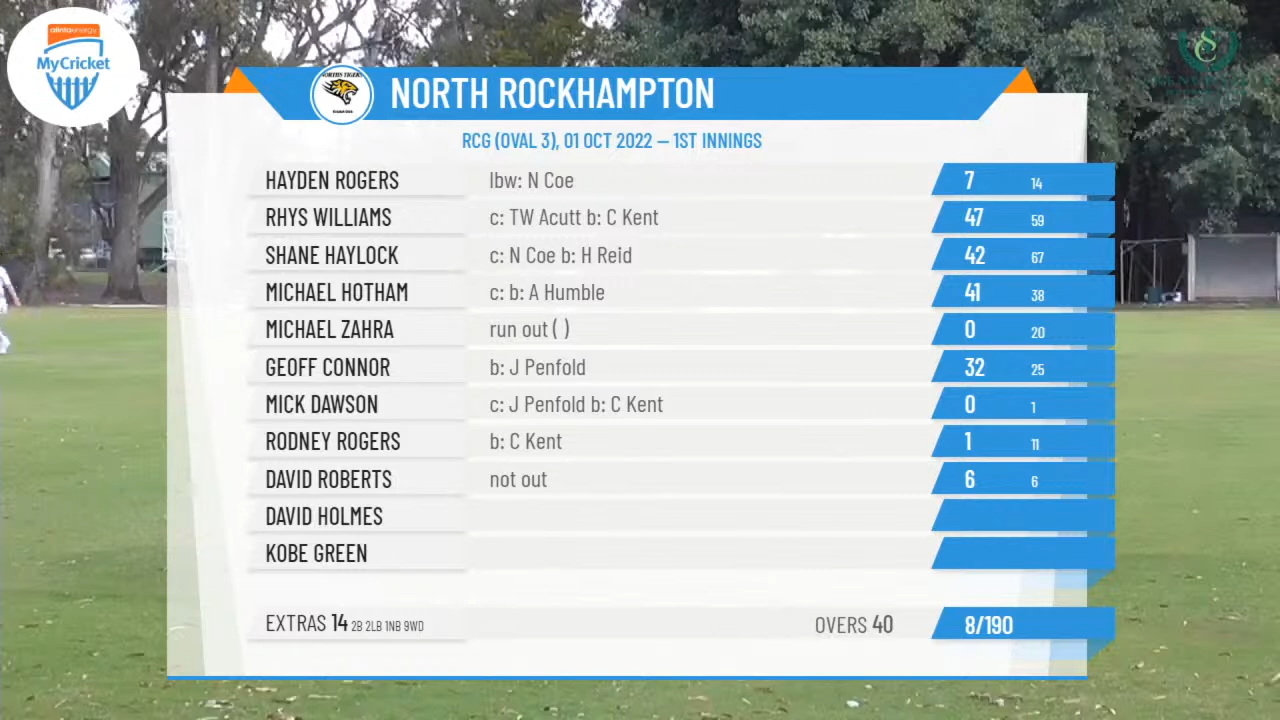 alintaenergy
MyCricket
NORTHS TIGERS
NORTH ROCKHAMPTON
RCG (OVAL 3), 01 OCT 2022 – 1ST INNINGS
HAYDEN ROGERS lbw: N Coe 7 14
RHYS WILLIAMS c: TW Acutt b: C Kent 47 59
SHANE HAYLOCK c: N Coe b: H Reid 42 67
MICHAEL HOTHAM c: b: A Humble 41 38
MICHAEL ZAHRA run out ( ) 0 20
GEOFF CONNOR b: J Penfold 32 25
MICK DAWSON c: J Penfold b: C Kent 0 1
RODNEY ROGERS b: C Kent 1 11
DAVID ROBERTS not out 6 6
DAVID HOLMES
KOBE GREEN
EXTRAS 14 2B 2LB 1NB 9WD OVERS 40 8/190